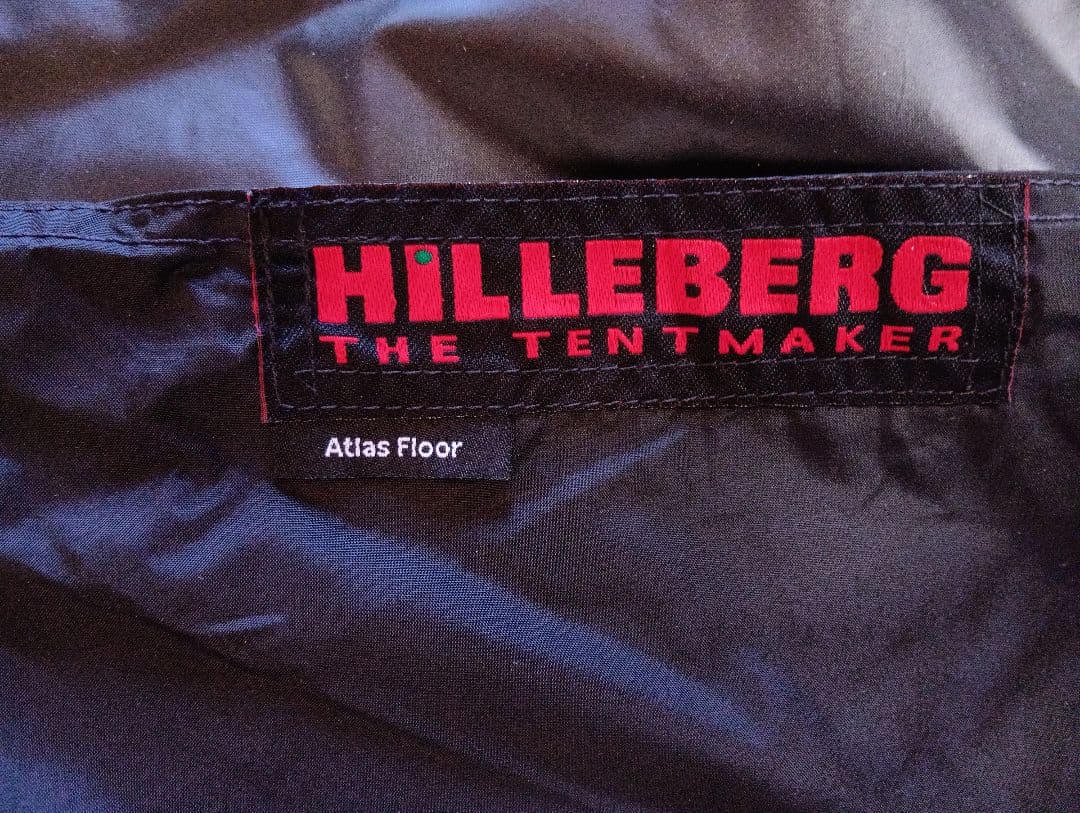 HiLLEBERG
THE TENTMAKER
Atlas Floor